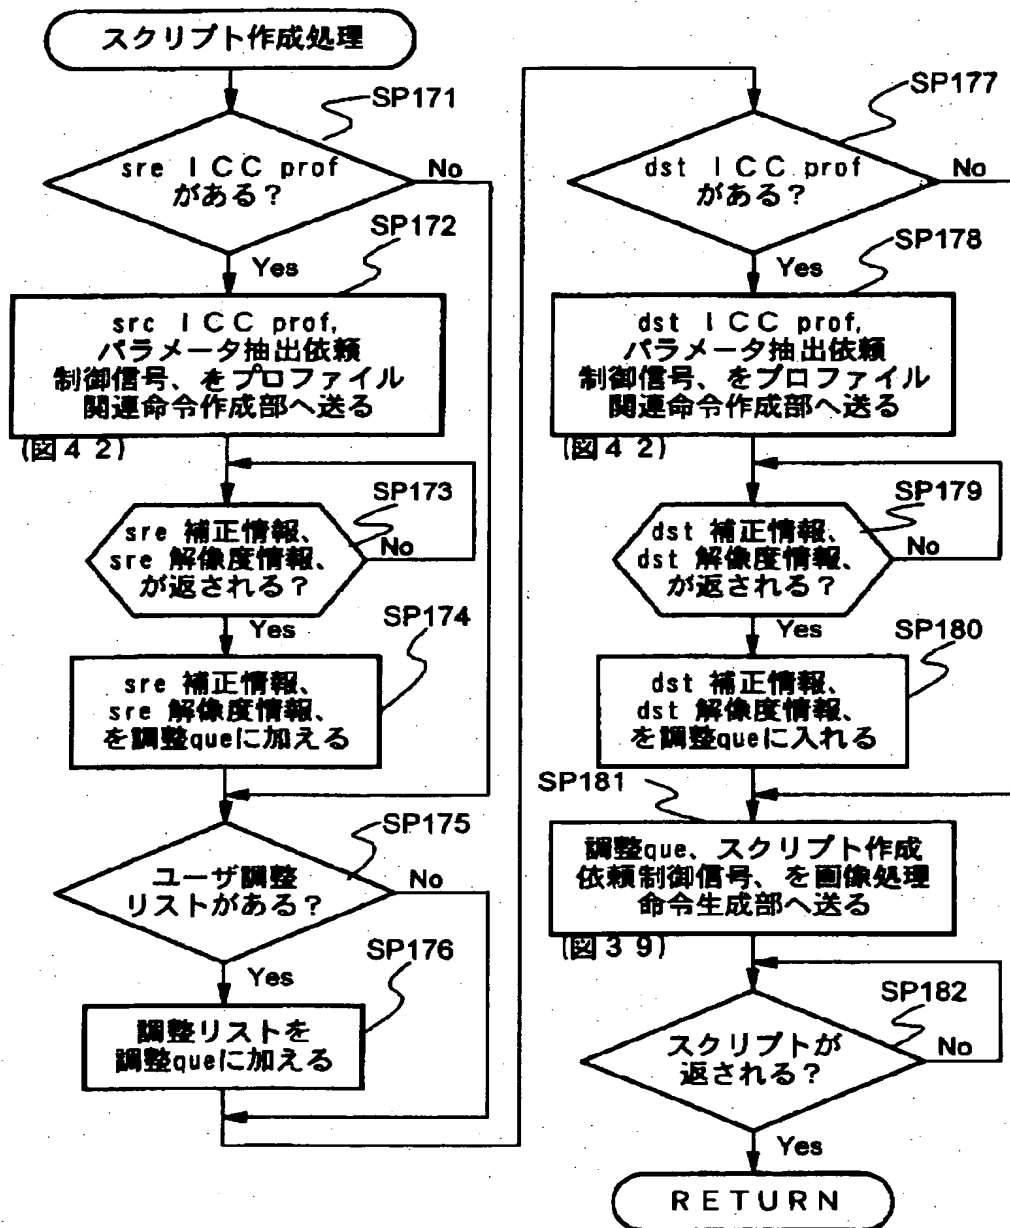 スクリプト作成処理
SP171
sre ICC prof
がある?
No
Yes
SP172
src ICC prof,
パラメータ抽出依頼
制御信号、をプロファイル
関連命令作成部へ送る
(図42)
SP173
sre 補正情報、
sre 解像度情報、
が返される?
No
Yes
SP174
sre 補正情報、
sre 解像度情報、
を調整queに加える
SP175
ユーザ調整
リストがある?
No
Yes
SP176
調整リストを
調整queに加える
SP177
dst ICC prof
がある?
No
Yes
SP178
dst ICC prof,
パラメータ抽出依頼
制御信号、をプロファイル
関連命令作成部へ送る
(図42)
SP179
dst 補正情報、
dst 解像度情報、
が返される?
No
Yes
SP180
dst 補正情報、
dst 解像度情報、
を調整queに入れる
SP181
調整que、スクリプト作成
依頼制御信号、を画像処理
命令生成部へ送る
(図39)
SP182
スクリプトが
返される?
No
Yes
RETURN